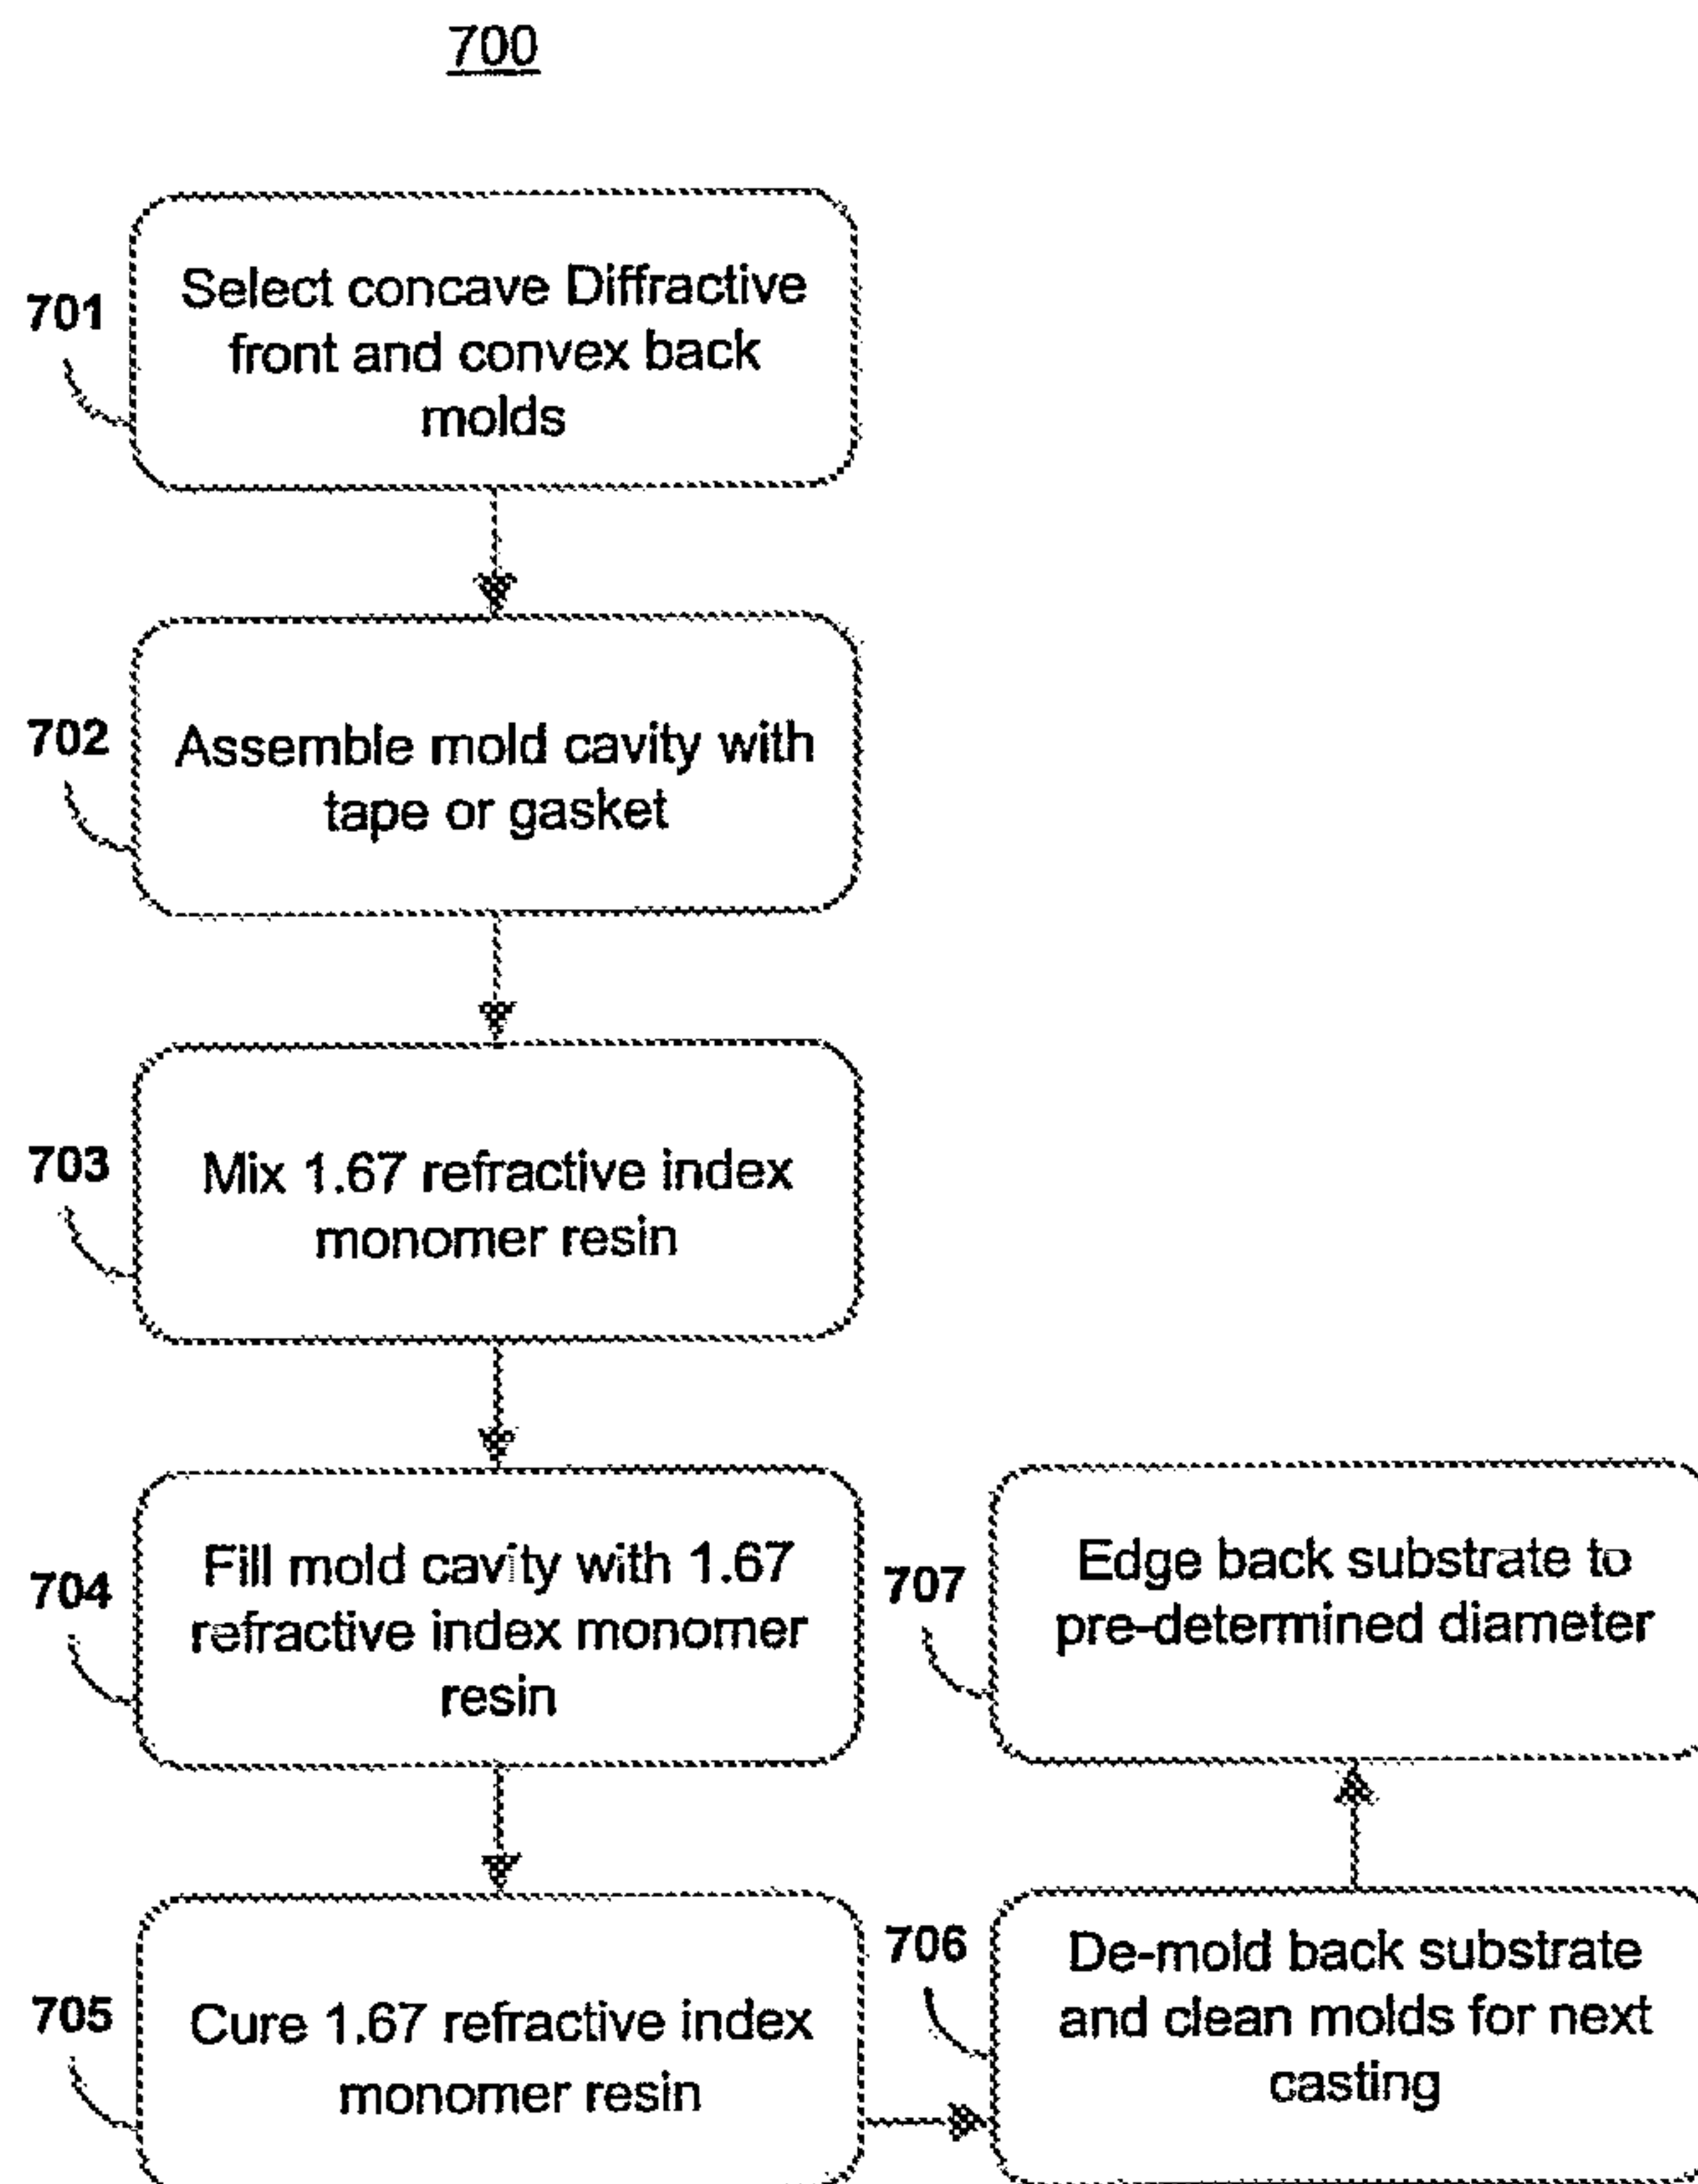 700
701
Select concave Diffractive
front and convex back
molds
702
Assemble mold cavity with
tape or gasket
703
Mix 1.67 refractive index
monomer resin
704
Fill mold cavity with 1.67
refractive index monomer
resin
705
Cure 1.67 refractive index
monomer resin
706
De-mold back substrate
and clean molds for next
casting
707
Edge back substrate to
pre-determined diameter